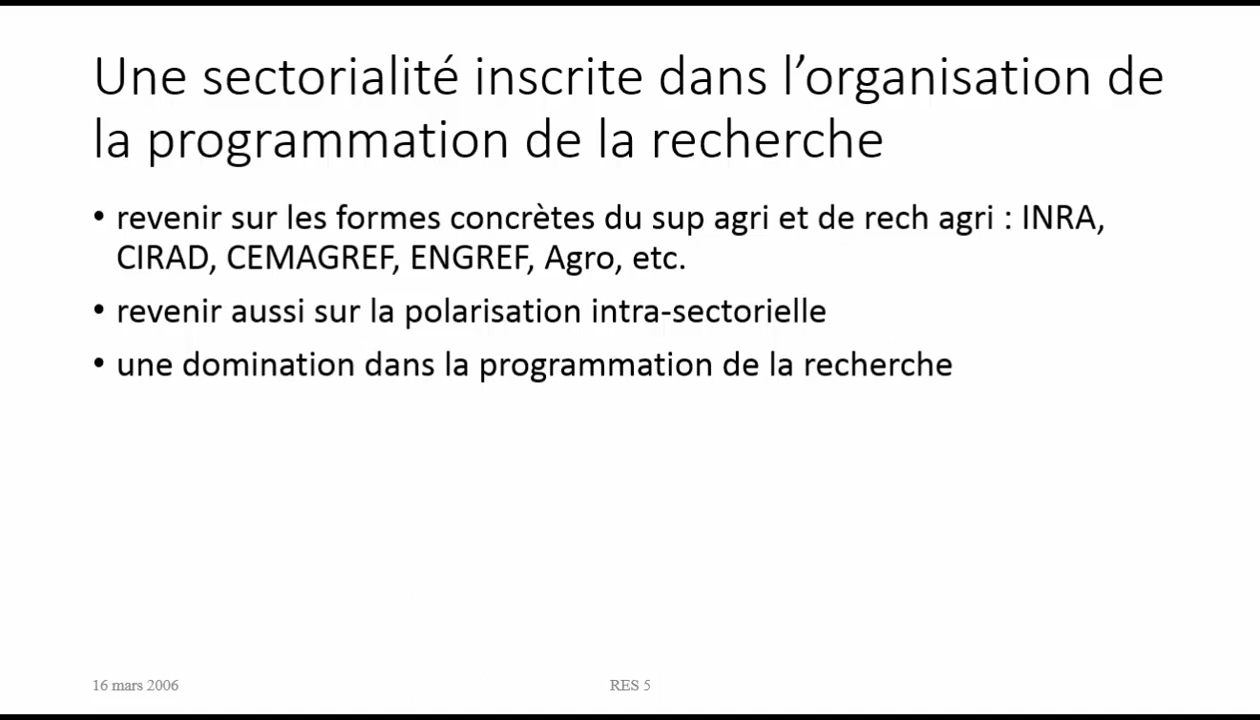 Une sectorialité inscrite dans l’organisation de
la programmation de la recherche
• revenir sur les formes concrètes du sup agri et de rech agri : INRA,
CIRAD, CEMAGREF, ENGREF, Agro, etc.
• revenir aussi sur la polarisation intra-sectorielle
• une domination dans la programmation de la recherche
16 mars 2006
RES 5